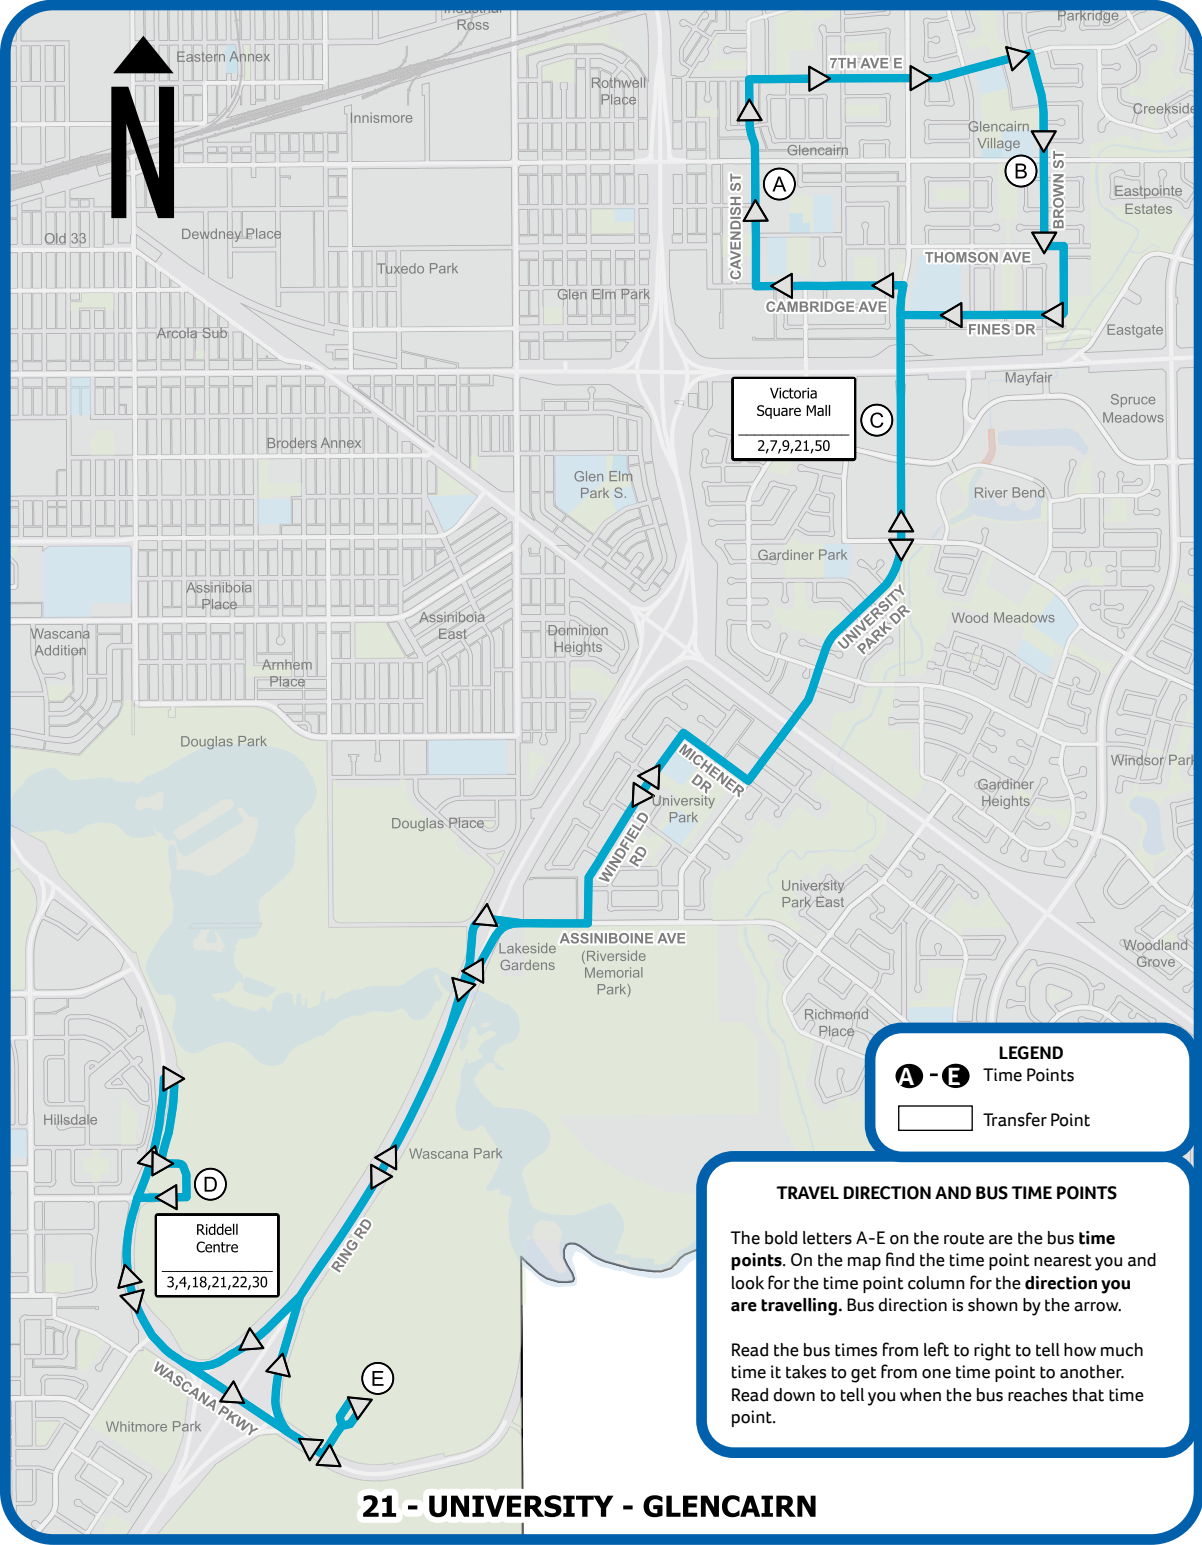 Industrial
Ross
Parkridge
Eastern Annex
7TH AVE E
Rothwell
Place
N
Innismore
Creekside
Glencairn
Village
Glencairn
A
B
CAVENDISH ST
BROWN ST
Eastpointe
Estates
Old 33
Dewdney Place
THOMSON AVE
Tuxedo Park
Glen Elm Park
CAMBRIDGE AVE
FINES DR
Arcola Sub
Eastgate
Mayfair
Victoria
Square Mall
2,7,9,21,50
C
Spruce
Meadows
Broders Annex
Glen Elm
Park S.
River Bend
Gardiner Park
Assiniboia
Place
UNIVERSITY
PARK DR
Wood Meadows
Assiniboia
East
Dominion
Heights
Wascana
Addition
Arnhem
Place
Douglas Park
MICHENER
DR
Windsor Park
Gardiner
Heights
University
Park
Douglas Place
WINDFIELD
RD
University
Park East
ASSINIBOINE AVE
(Riverside
Memorial
Park)
Lakeside
Gardens
Woodland
Grove
Richmond
Place
Hillsdale
Wascana Park
D
Riddell
Centre
3,4,18,21,22,30
RING RD
WASCANA PKWY
E
Whitmore Park
LEGEND
A - E Time Points
Transfer Point
TRAVEL DIRECTION AND BUS TIME POINTS
The bold letters A-E on the route are the bus time
points. On the map find the time point nearest you and
look for the time point column for the direction you
are travelling. Bus direction is shown by the arrow.
Read the bus times from left to right to tell how much
time it takes to get from one time point to another.
Read down to tell you when the bus reaches that time
point.
21 - UNIVERSITY - GLENCAIRN